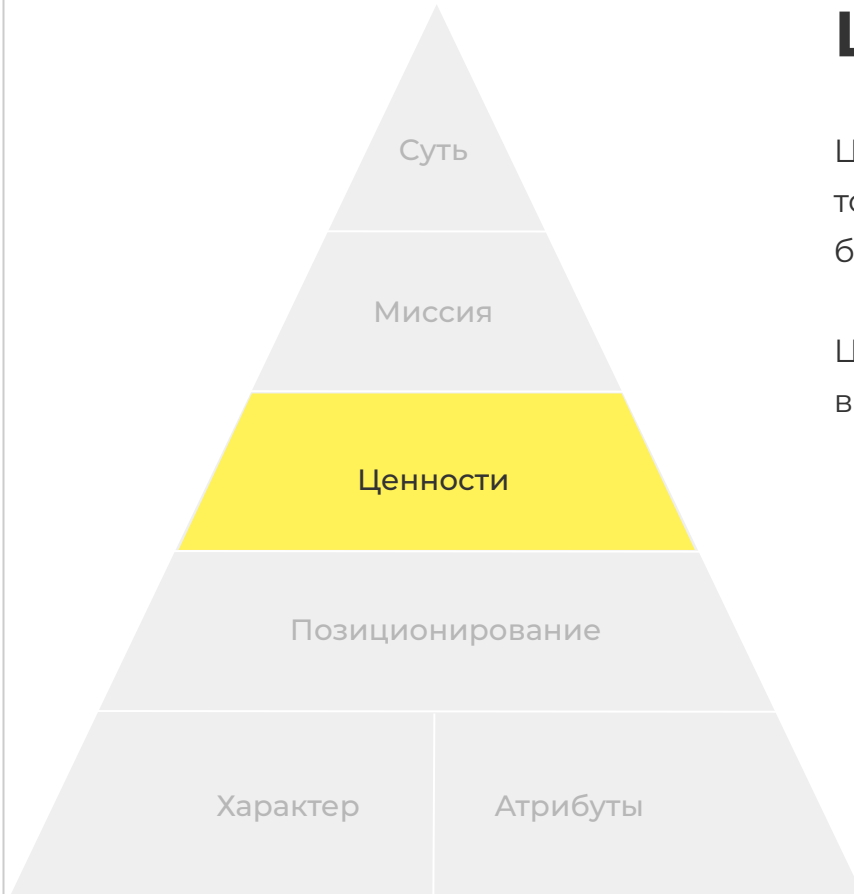 Суть
Миссия
Ценности
Позиционирование
Характер
Атрибуты